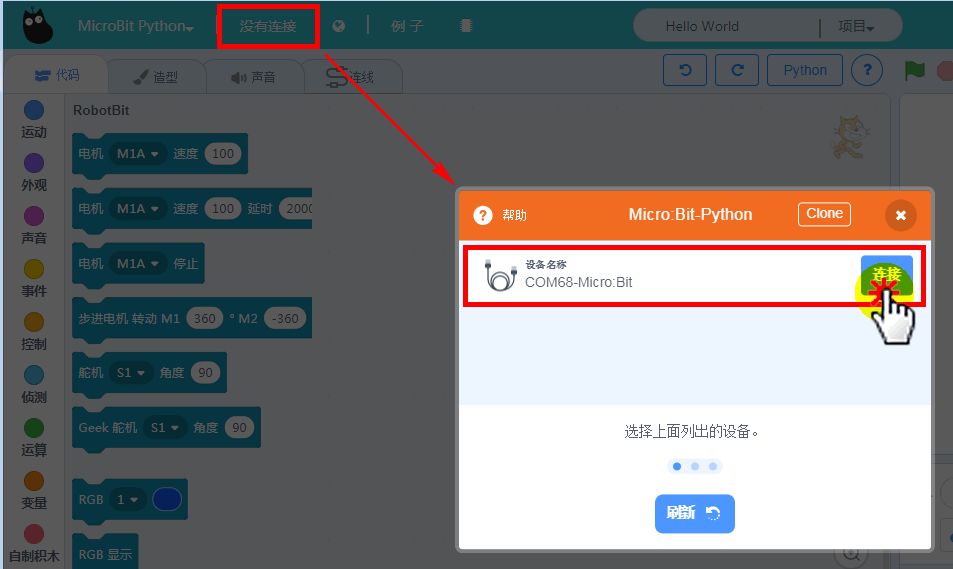 MicroBit Python
没有连接
例子
Hello World
项目
代码
造型
声音
连线
Python
?
运动
外观
声音
事件
控制
侦测
运算
变量
自制积木
RobotBit
电机 M1A 速度 100
电机 M1A 速度 100 延时 2000
电机 M1A 停止
步进电机 转动 M1 360 ° M2 -360
舵机 S1 角度 90
Geek 舵机 S1 角度 90
RGB 1
RGB 显示
? 帮助
Micro:Bit-Python
Clone
设备名称
COM68-Micro:Bit
连接
选择上面列出的设备。
刷新